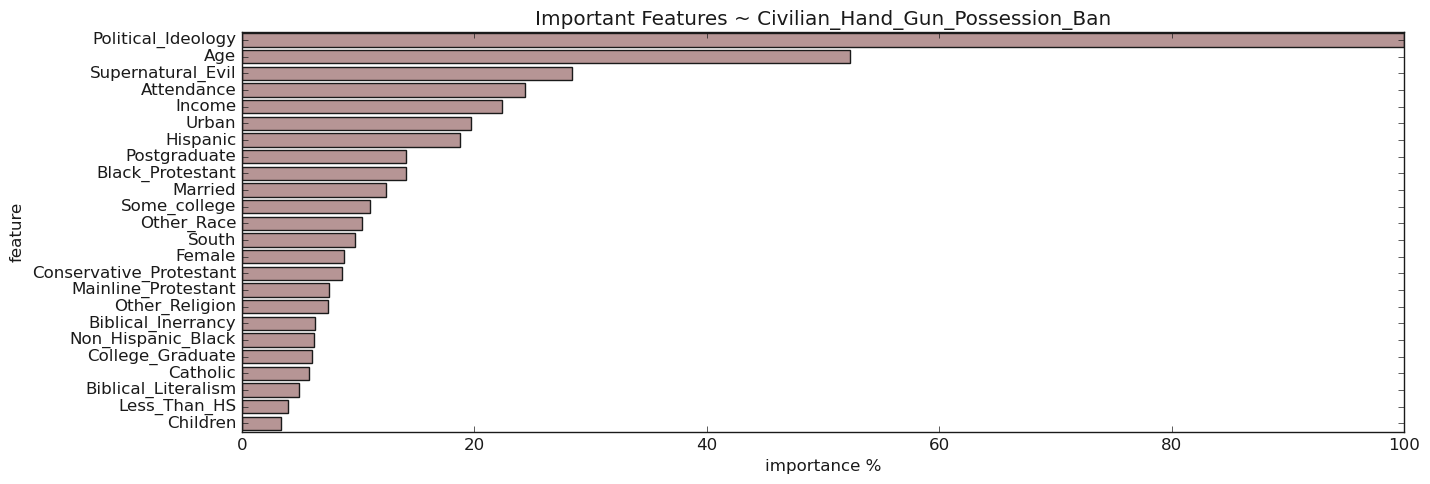 Important Features ~ Civilian_Hand_Gun_Possession_Ban
feature
Political_Ideology
Age
Supernatural_Evil
Attendance
Income
Urban
Hispanic
Postgraduate
Black_Protestant
Married
Some_college
Other_Race
South
Female
Conservative_Protestant
Mainline_Protestant
Other_Religion
Biblical_Inerrancy
Non_Hispanic_Black
College_Graduate
Catholic
Biblical_Literalism
Less_Than_HS
Children
0 20 40 60 80 100
importance %